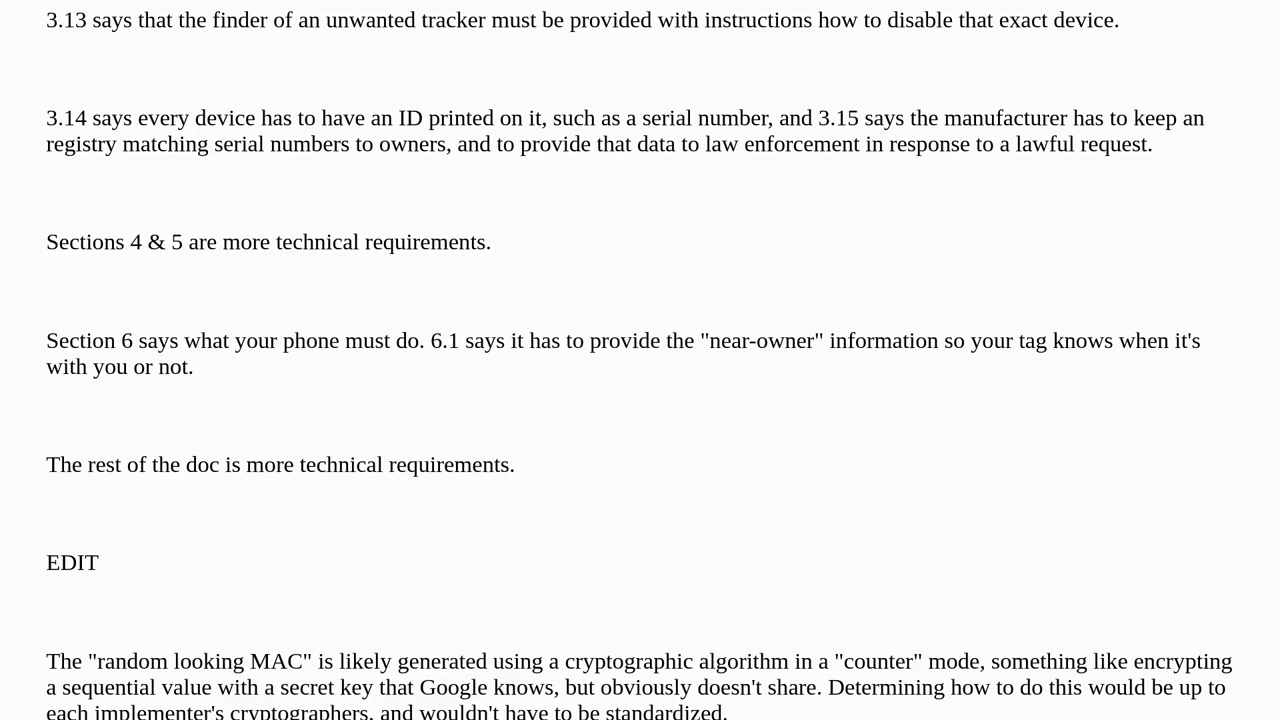 3.13 says that the finder of an unwanted tracker must be provided with instructions how to disable that exact device.
3.14 says every device has to have an ID printed on it, such as a serial number, and 3.15 says the manufacturer has to keep an
registry matching serial numbers to owners, and to provide that data to law enforcement in response to a lawful request.
Sections 4 & 5 are more technical requirements.
Section 6 says what your phone must do. 6.1 says it has to provide the "near-owner" information so your tag knows when it's
with you or not.
The rest of the doc is more technical requirements.
EDIT
The "random looking MAC" is likely generated using a cryptographic algorithm in a "counter" mode, something like encrypting
a sequential value with a secret key that Google knows, but obviously doesn't share. Determining how to do this would be up to
each implementer's cryptographers, and wouldn't have to be standardized.